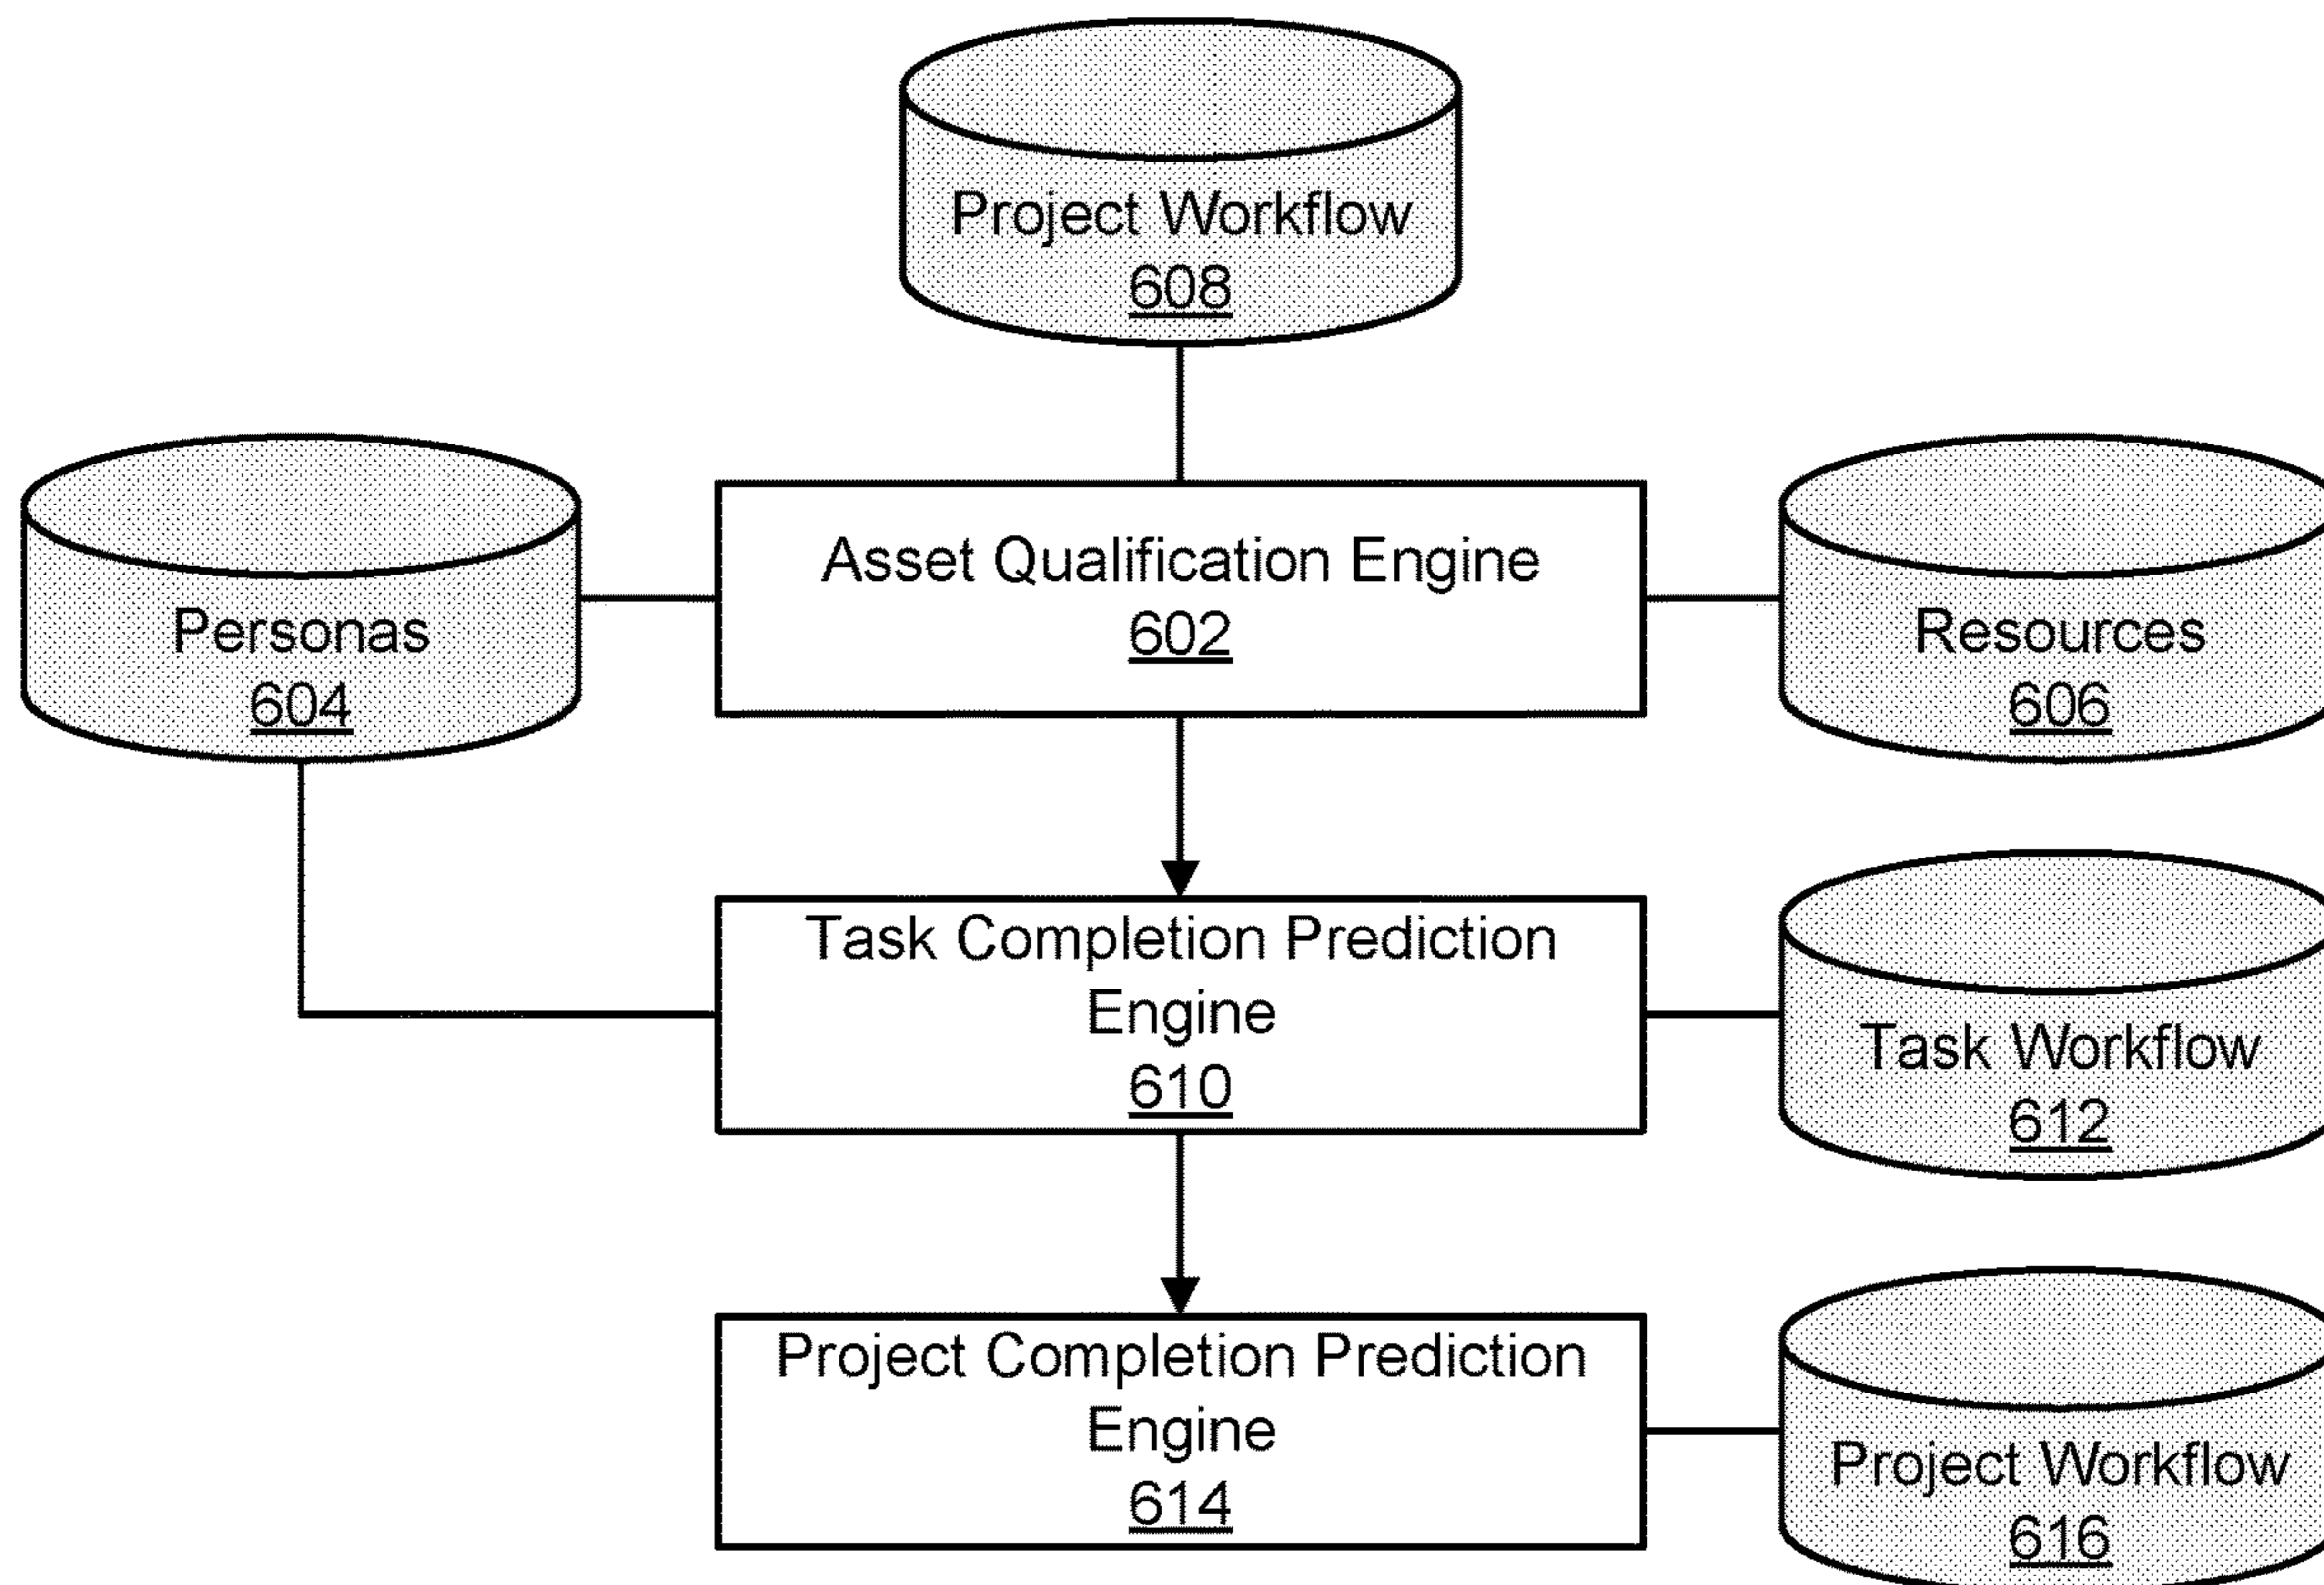 Project Workflow
608
Personas
604
Asset Qualification Engine
602
Resources
606
Task Completion Prediction
Engine
610
Task Workflow
612
Project Completion Prediction
Engine
614
Project Workflow
616